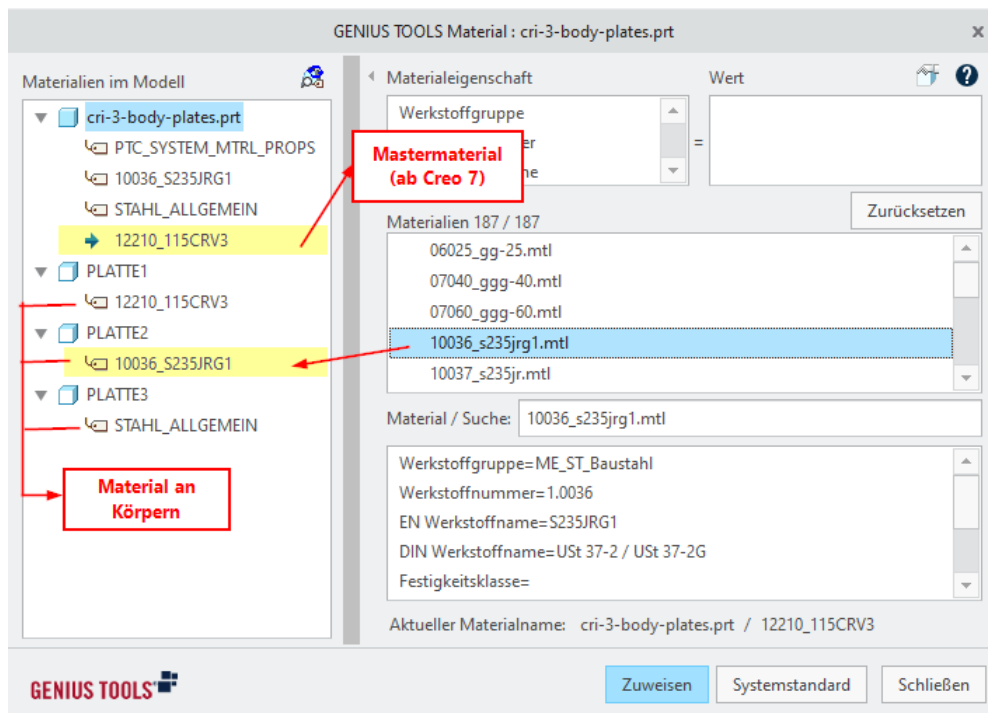 GENIUS TOOLS Material : cri-3-body-plates.prt
x
Materialien im Modell
cri-3-body-plates.prt
PTC_SYSTEM_MTRL_PROPS
10036_S235JRG1
STAHL_ALLGEMEIN
12210_115CRV3
PLATTE1
12210_115CRV3
PLATTE2
10036_S235JRG1
PLATTE3
STAHL_ALLGEMEIN
Material an
Körpern
Mastermaterial
(ab Creo 7)
Materialeigenschaft
Wert
?
Werkstoffgruppe
er
=
ne
Zurücksetzen
Materialien 187 / 187
06025_gg-25.mtl
07040_ggg-40.mtl
07060_ggg-60.mtl
10036_s235jrg1.mtl
10037_s235jr.mtl
Material / Suche: 10036_s235jrg1.mtl
Werkstoffgruppe=ME_ST_Baustahl
Werkstoffnummer=1.0036
EN Werkstoffname=S235JRG1
DIN Werkstoffname=USt 37-2 / USt 37-2G
Festigkeitsklasse=
Aktueller Materialname: cri-3-body-plates.prt / 12210_115CRV3
GENIUS TOOLS
Zuweisen
Systemstandard
Schließen